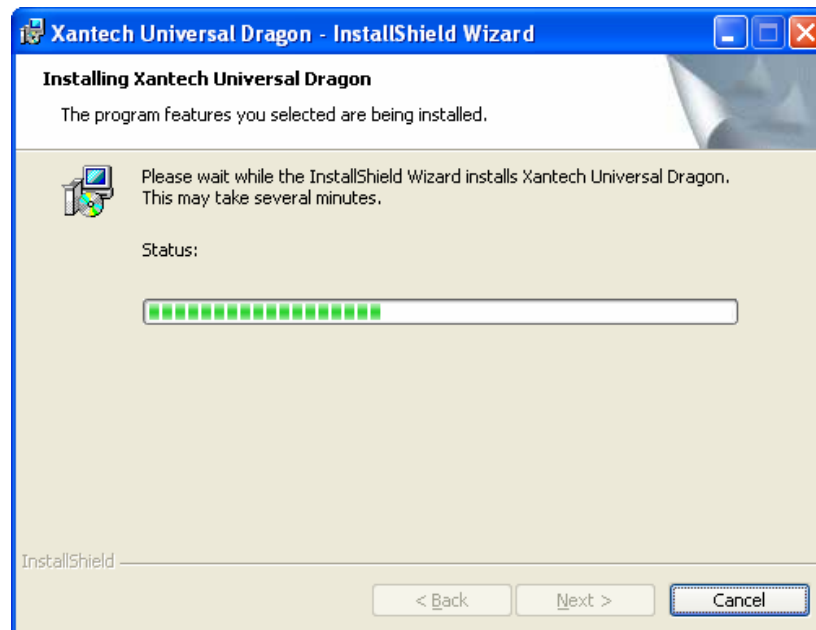 Xantech Universal Dragon - InstallShield Wizard
Installing Xantech Universal Dragon
The program features you selected are being installed.
Please wait while the InstallShield Wizard installs Xantech Universal Dragon.
This may take several minutes.
Status:
InstallShield
< Back Next > Cancel